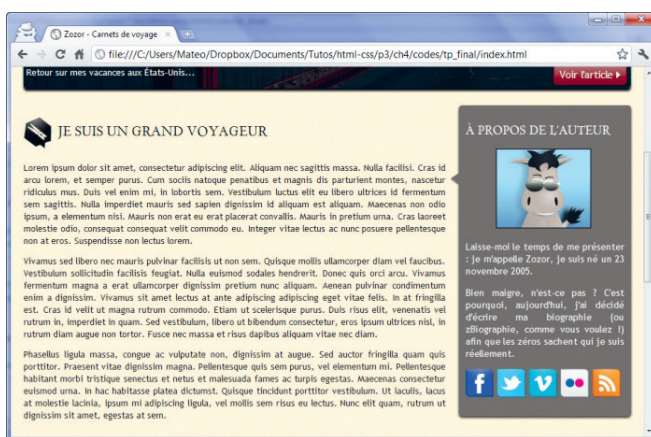 Zozor - Carnets de voyage
file:///C:/Users/Mateo/Dropbox/Documents/Tutos/html-css/p3/ch4/codes/tp_final/index.html
Retour sur mes vacances aux États-Unis...
Voir l'article
JE SUIS UN GRAND VOYAGEUR
Lorem ipsum dolor sit amet, consectetur adipiscing elit. Aliquam nec sagittis massa. Nulla facilisi. Cras id
arcu lorem, et semper purus. Cum sociis natoque penatibus et magnis dis parturient montes, nascetur
ridiculus mus. Duis vel enim mi, in lobortis sem. Vestibulum luctus elit eu libero ultrices id fermentum
sem sagittis. Nulla imperdiet mauris sed sapien dignissim id aliquam est aliquam. Maecenas non odio
ipsum, a elementum nisi. Mauris non erat eu erat placerat convallis. Mauris in pretium urna. Cras laoreet
molestie odio, consequat consequat velit commodo eu. Integer vitae lectus ac nunc posuere pellentesque
non at eros. Suspendisse non lectus lorem.
Vivamus sed libero nec mauris pulvinar facilisis ut non sem. Quisque mollis ullamcorper diam vel faucibus.
Vestibulum sollicitudin facilisis feugiat. Nulla euismod sodales hendrerit. Donec quis orci arcu. Vivamus
fermentum magna a erat ullamcorper dignissim pretium nunc aliquam. Aenean pulvinar condimentum
enim a dignissim. Vivamus sit amet lectus at ante adipiscing adipiscing eget vitae felis. In at fringilla
est. Cras id velit ut magna rutrum commodo. Etiam ut scelerisque purus. Duis risus elit, venenatis vel
rutrum in, imperdiet in quam. Sed vestibulum, libero ut bibendum consectetur, eros ipsum ultrices nisl, in
rutrum diam augue non tortor. Fusce nec massa et risus dapibus aliquam vitae nec diam.
Phasellus ligula massa, congue ac vulputate non, dignissim at augue. Sed auctor fringilla quam quis
porttitor. Praesent vitae dignissim magna. Pellentesque quis sem purus, vel elementum mi. Pellentesque
habitant morbi tristique senectus et netus et malesuada fames ac turpis egestas. Maecenas consectetur
euismod urna. In hac habitasse platea dictumst. Quisque tincidunt porttitor vestibulum. Ut iaculis, lacus
at molestie lacinia, ipsum mi adipiscing ligula, vel mollis sem risus eu lectus. Nunc elit quam, rutrum ut
dignissim sit amet, egestas at sem.
À PROPOS DE L'AUTEUR
Laisse-moi le temps de me présenter
: je m'appelle Zozor, je suis né un 23
novembre 2005.
Bien maigre, n'est-ce pas ? C'est
pourquoi, aujourd'hui, j'ai décidé
d'écrire ma biographie (ou
zBiographie, comme vous voulez !)
afin que les zéros sachent qui je suis
réellement.